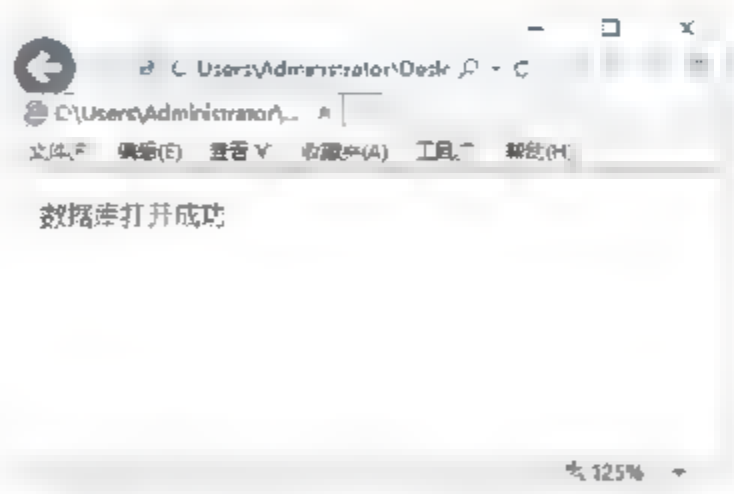 C:\Users\Administrator\Desk
C:\Users\Administrator\...
文件(F) 编辑(E) 查看(V) 收藏夹(A) 工具(T) 帮助(H)
数据库打开成功
125%